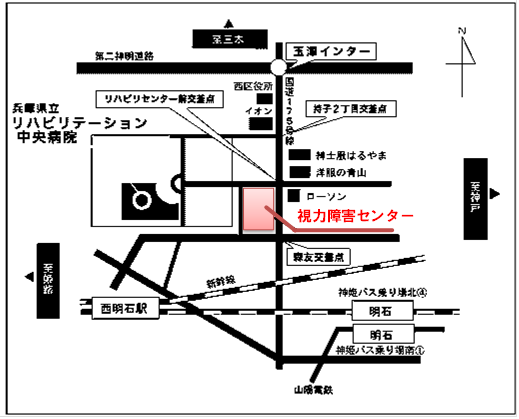 至三木
第二神明道路
玉津インター
N
西区役所
国道175号線
兵庫県立
リハビリテーション
中央病院
リハビリセンター前交差点
イオン
持子2丁目交差点
紳士服はるやま
洋服の青山
至神戸
ローソン
視力障害センター
森友交差点
至姫路
新幹線
西明石駅
神姫バス乗り場北④
明石
明石
神姫バス乗り場南①
山陽電鉄